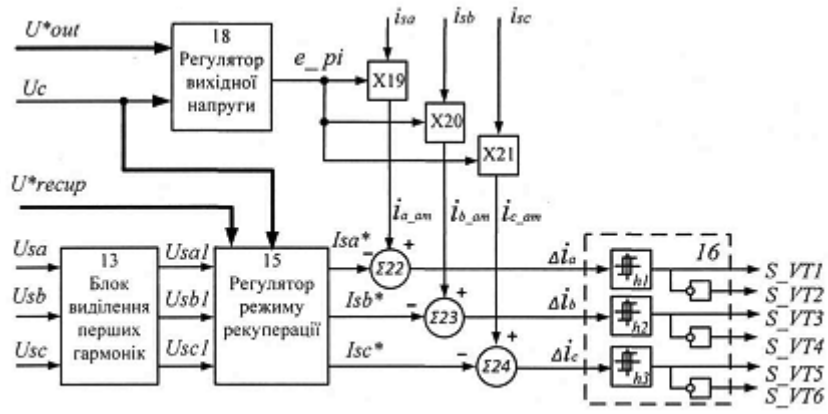 U*out
Uc
18
Регулятор
вихідної
напруги
e_pi
isa
isb
isc
X19
X20
X21
U*recup
Usa
Usb
Usc
13
Блок
виділення
перших
гармонік
Usa1
Usb1
Usc1
15
Регулятор
режиму
рекуперації
Isa*
Isb*
Isc*
ia_am
ib_am
ic_am
- +
Σ22
- +
Σ23
- +
Σ24
Δia
Δib
Δic
16
h1
h2
h3
S_VT1
S_VT2
S_VT3
S_VT4
S_VT5
S_VT6